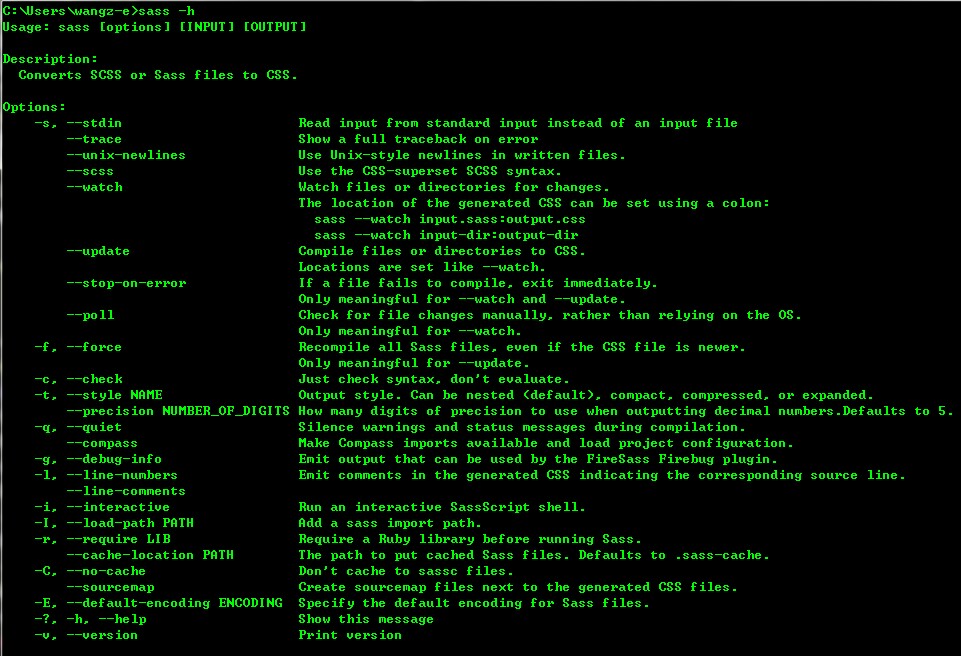 C:\Users\wangz-e>sass -h
Usage: sass [options] [INPUT] [OUTPUT]

Description:
  Converts SCSS or Sass files to CSS.

Options:
    -s, --stdin                      Read input from standard input instead of an input file
        --trace                      Show a full traceback on error
        --unix-newlines              Use Unix-style newlines in written files.
        --scss                       Use the CSS-superset SCSS syntax.
        --watch                      Watch files or directories for changes.
                                     The location of the generated CSS can be set using a colon:
                                       sass --watch input.sass:output.css
                                       sass --watch input-dir:output-dir
        --update                     Compile files or directories to CSS.
                                     Locations are set like --watch.
        --stop-on-error              If a file fails to compile, exit immediately.
                                     Only meaningful for --watch and --update.
        --poll                       Check for file changes manually, rather than relying on the OS.
                                     Only meaningful for --watch.
    -f, --force                      Recompile all Sass files, even if the CSS file is newer.
                                     Only meaningful for --update.
    -c, --check                      Just check syntax, don't evaluate.
    -t, --style NAME                 Output style. Can be nested (default), compact, compressed, or expanded.
        --precision NUMBER_OF_DIGITS How many digits of precision to use when outputting decimal numbers.Defaults to 5.
    -q, --quiet                      Silence warnings and status messages during compilation.
        --compass                    Make Compass imports available and load project configuration.
    -g, --debug-info                 Emit output that can be used by the FireSass Firebug plugin.
    -l, --line-numbers               Emit comments in the generated CSS indicating the corresponding source line.
        --line-comments
    -i, --interactive                Run an interactive SassScript shell.
    -I, --load-path PATH             Add a sass import path.
    -r, --require LIB                Require a Ruby library before running Sass.
        --cache-location PATH        The path to put cached Sass files. Defaults to .sass-cache.
    -C, --no-cache                   Don't cache to sassc files.
        --sourcemap                  Create sourcemap files next to the generated CSS files.
    -E, --default-encoding ENCODING  Specify the default encoding for Sass files.
    -?, -h, --help                   Show this message
    -v, --version                    Print version